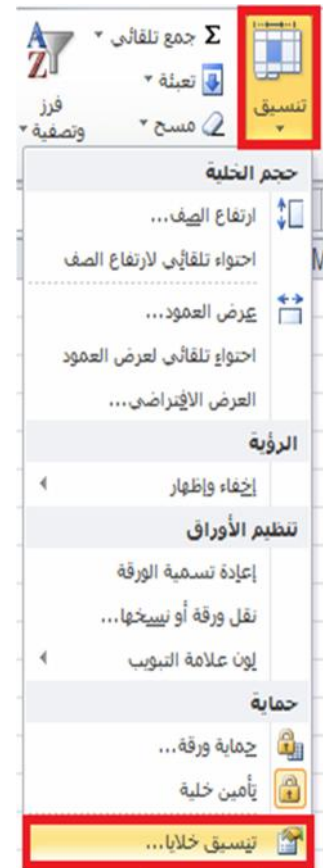 تنسيق
Σ جمع تلقائي
تعبئة
مسح
فرز
وتصفية
حجم الخلية
ارتفاع الصف...
احتواء تلقائي لارتفاع الصف
عرض العمود...
احتواء تلقائي لعرض العمود
العرض الافتراضي...
الرؤية
إخفاء وإظهار
تنظيم الأوراق
إعادة تسمية الورقة
نقل ورقة أو نسخها...
لون علامة التبويب
حماية
حماية ورقة...
تأمين خلية
تنسيق خلايا...
M